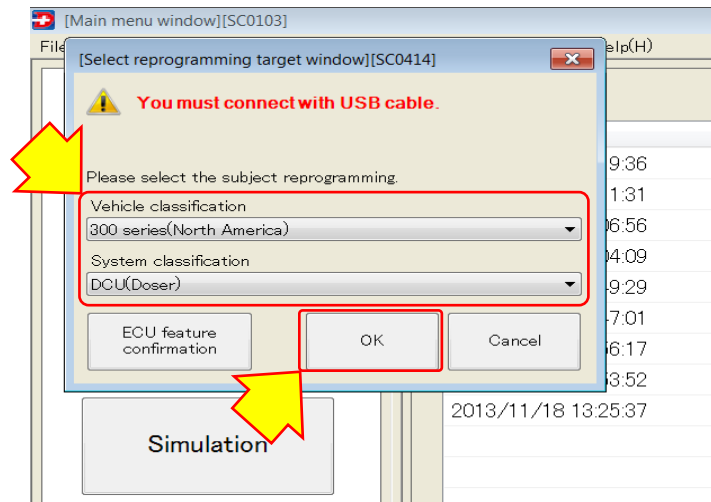 [Main menu window][SC0103]
File
elp(H)
[Select reprogramming target window][SC0414]
You must connect with USB cable.
Please select the subject reprogramming.
Vehicle classification
300 series(North America)
System classification
DCU(Doser)
ECU feature
confirmation
OK
Cancel
9:36
1:31
06:56
04:09
9:29
7:01
6:17
3:52
2013/11/18 13:25:37
Simulation